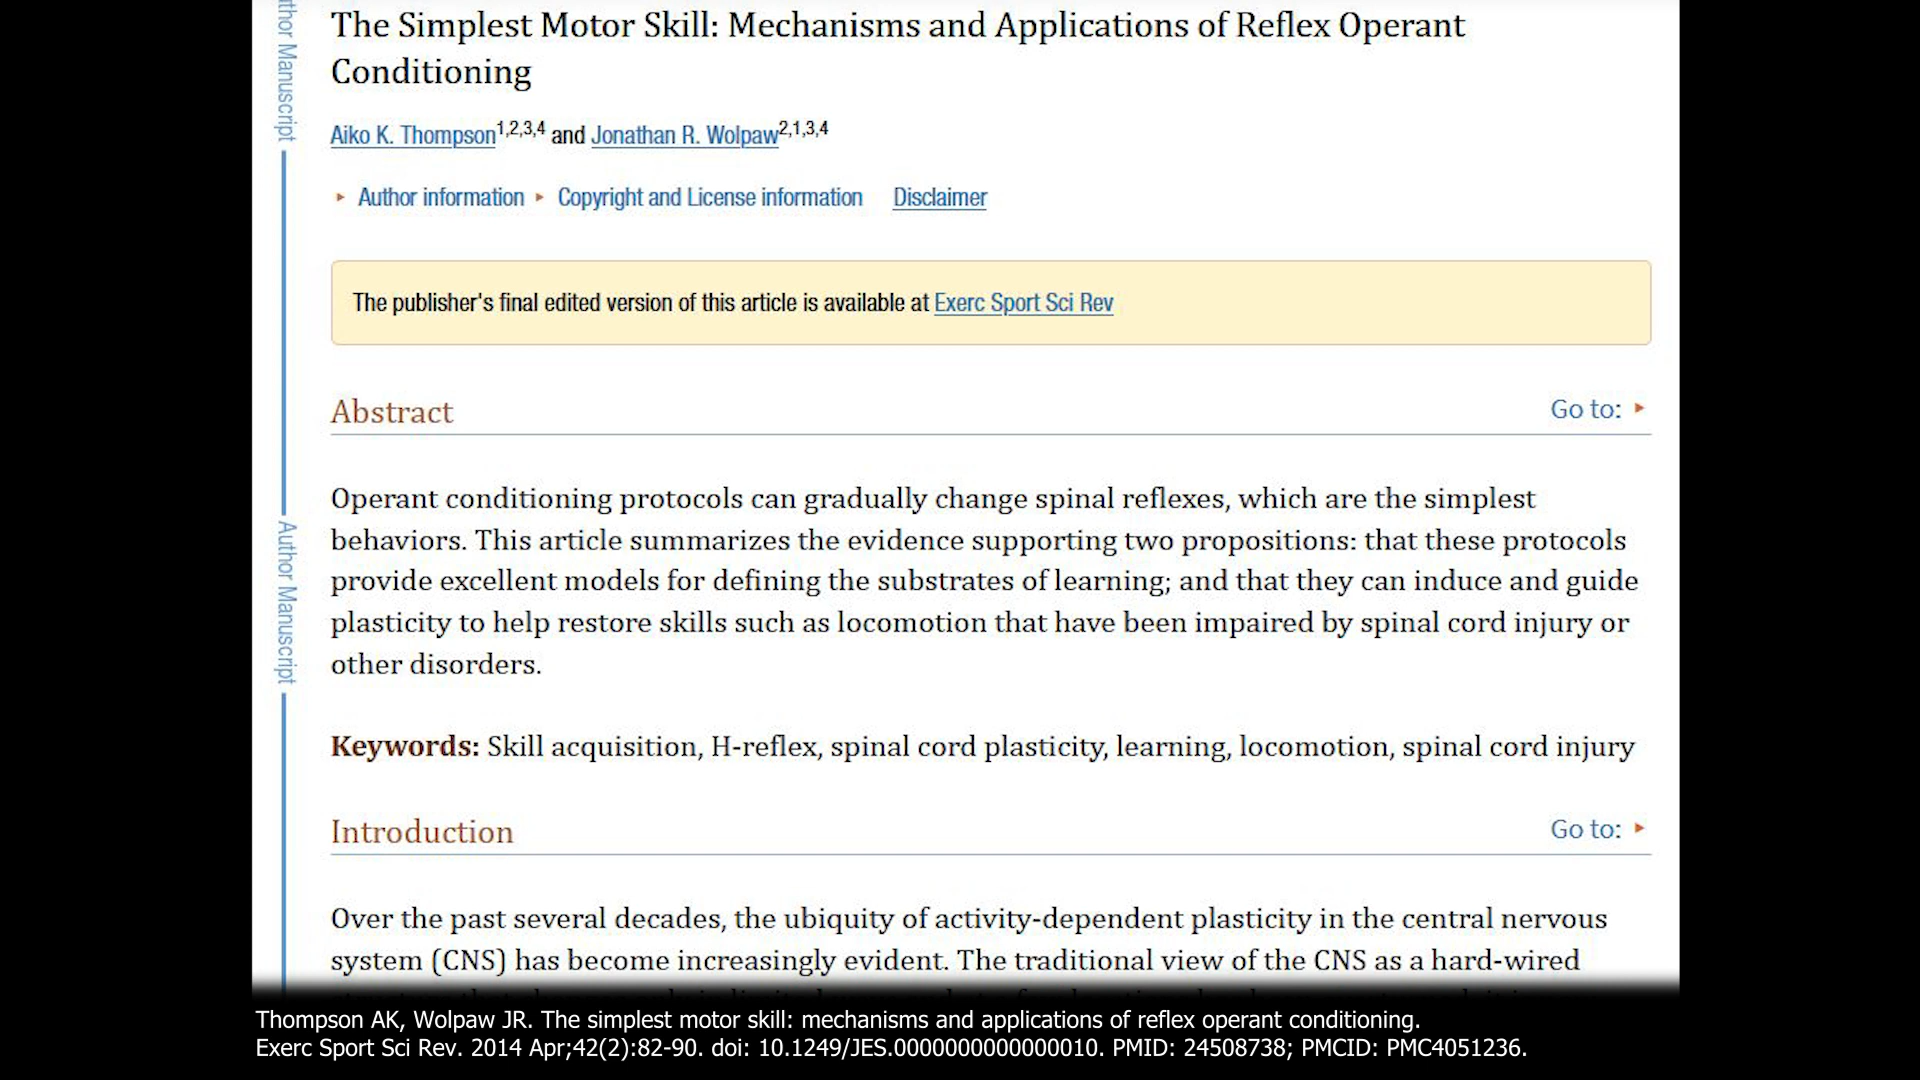 The Simplest Motor Skill: Mechanisms and Applications of Reflex Operant
Conditioning
Aiko K. Thompson1,2,3,4 and Jonathan R. Wolpaw2,1,3,4
Author information Copyright and License information Disclaimer
The publisher's final edited version of this article is available at Exerc Sport Sci Rev
Abstract
Go to:
Operant conditioning protocols can gradually change spinal reflexes, which are the simplest
behaviors. This article summarizes the evidence supporting two propositions: that these protocols
provide excellent models for defining the substrates of learning; and that they can induce and guide
plasticity to help restore skills such as locomotion that have been impaired by spinal cord injury or
other disorders.
Keywords: Skill acquisition, H-reflex, spinal cord plasticity, learning, locomotion, spinal cord injury
Introduction
Go to:
Over the past several decades, the ubiquity of activity-dependent plasticity in the central nervous
system (CNS) has become increasingly evident. The traditional view of the CNS as a hard-wired
Manuscript
Author Manuscript
Thompson AK, Wolpaw JR. The simplest motor skill: mechanisms and applications of reflex operant conditioning.
Exerc Sport Sci Rev. 2014 Apr;42(2):82-90. doi: 10.1249/JES.0000000000000010. PMID: 24508738; PMCID: PMC4051236.